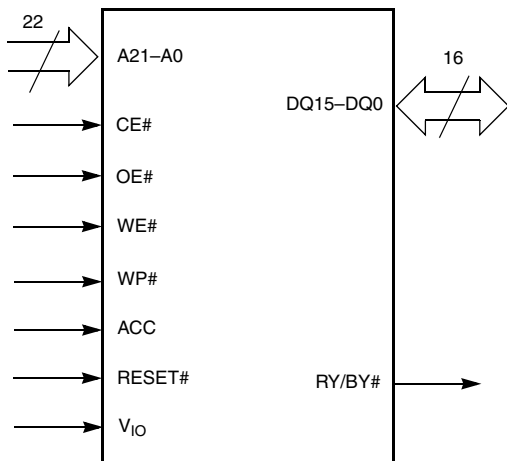 22
A21–A0
16
DQ15–DQ0
CE#
OE#
WE#
WP#
ACC
RESET#
RY/BY#
VIO